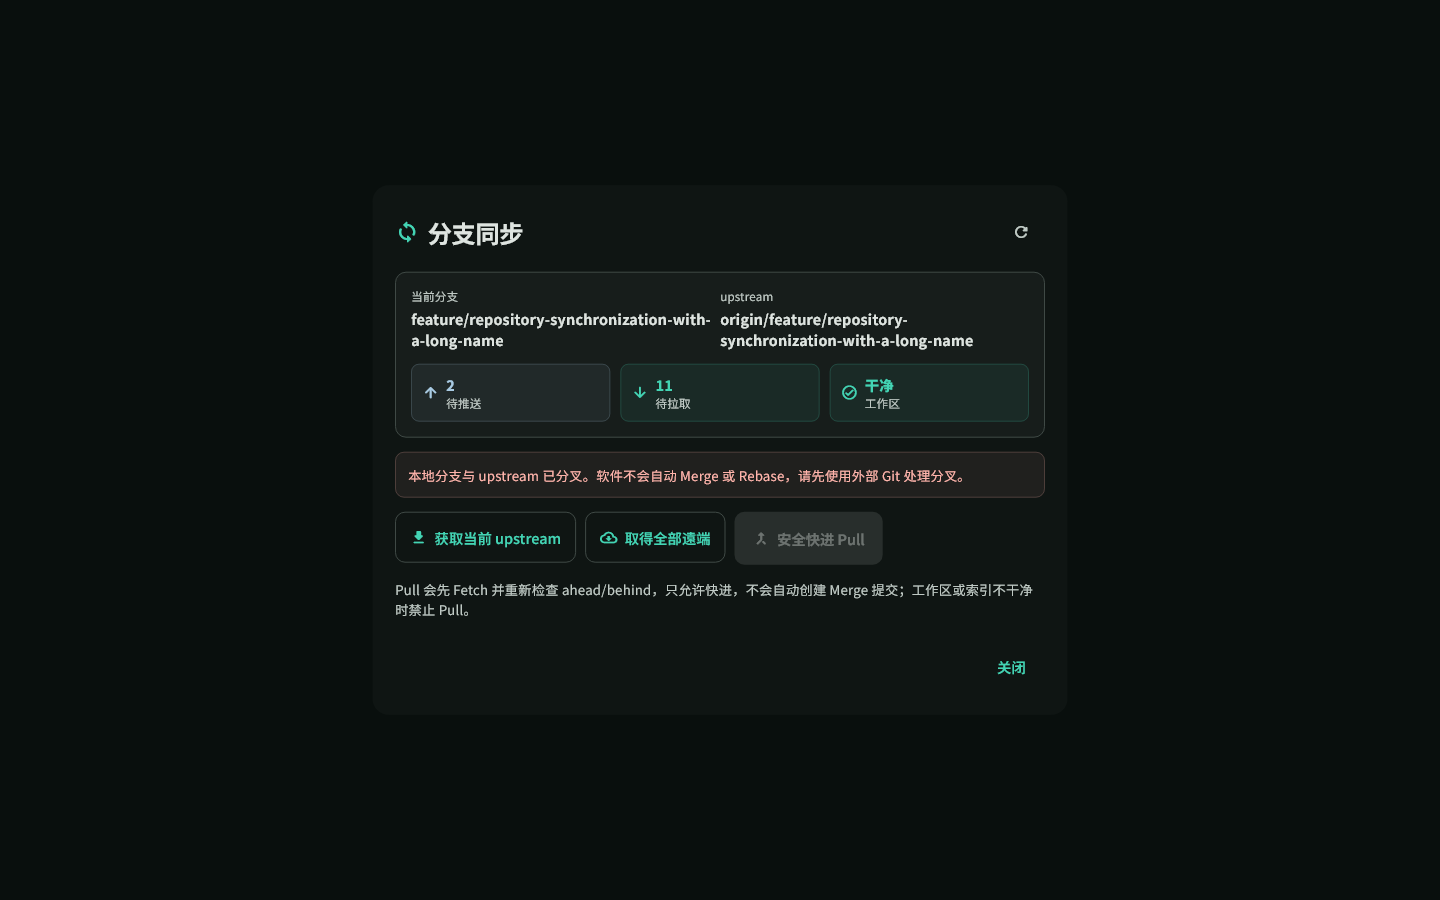 分支同步
当前分支
feature/repository-synchronization-with-
a-long-name
upstream
origin/feature/repository-
synchronization-with-a-long-name
2
待推送
11
待拉取
干净
工作区
本地分支与 upstream 已分叉。软件不会自动 Merge 或 Rebase，请先使用外部 Git 处理分叉。
获取当前 upstream
取得全部遠端
安全快进 Pull
Pull 会先 Fetch 并重新检查 ahead/behind，只允许快进，不会自动创建 Merge 提交；工作区或索引不干净
时禁止 Pull。
关闭